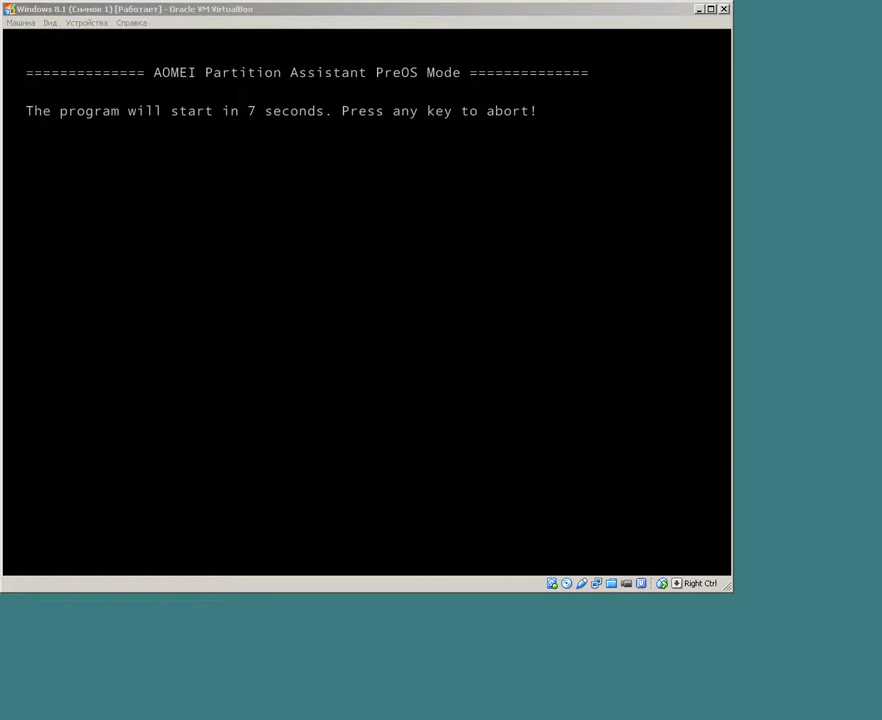 Windows 8.1 (Снимок 1) [Работает] - Oracle VM VirtualBox
Машина Вид Устройства Справка
============== AOMEI Partition Assistant PreOS Mode ==============
The program will start in 7 seconds. Press any key to abort!
Right Ctrl